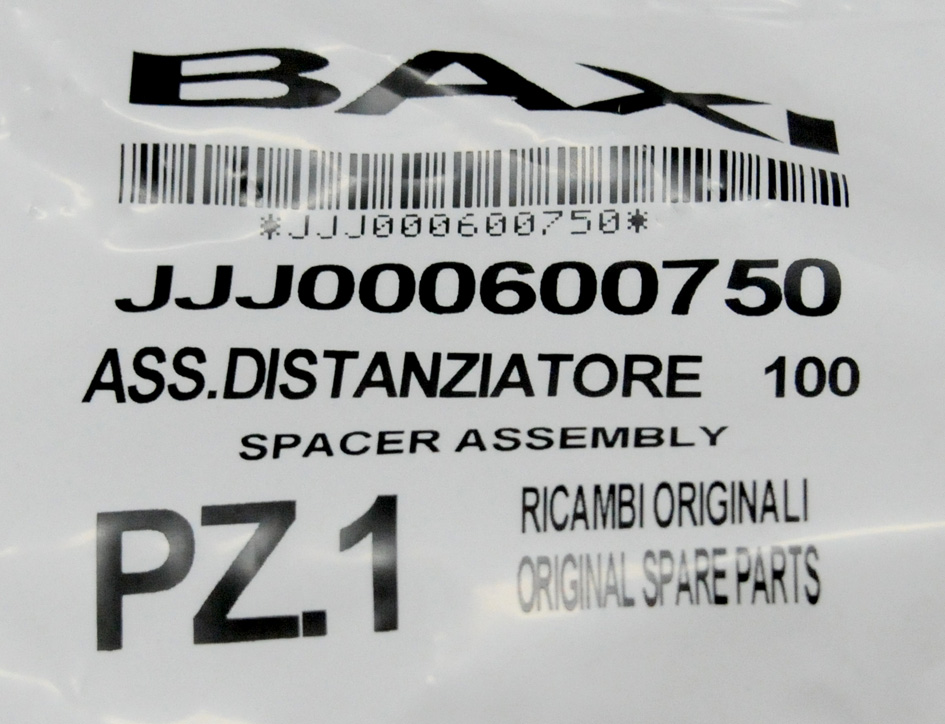 BAXI
*JJJ000600750*
JJJ000600750
ASS.DISTANZIATORE 100
SPACER ASSEMBLY
PZ.1
RICAMBI ORIGINALI
ORIGINAL SPARE PARTS